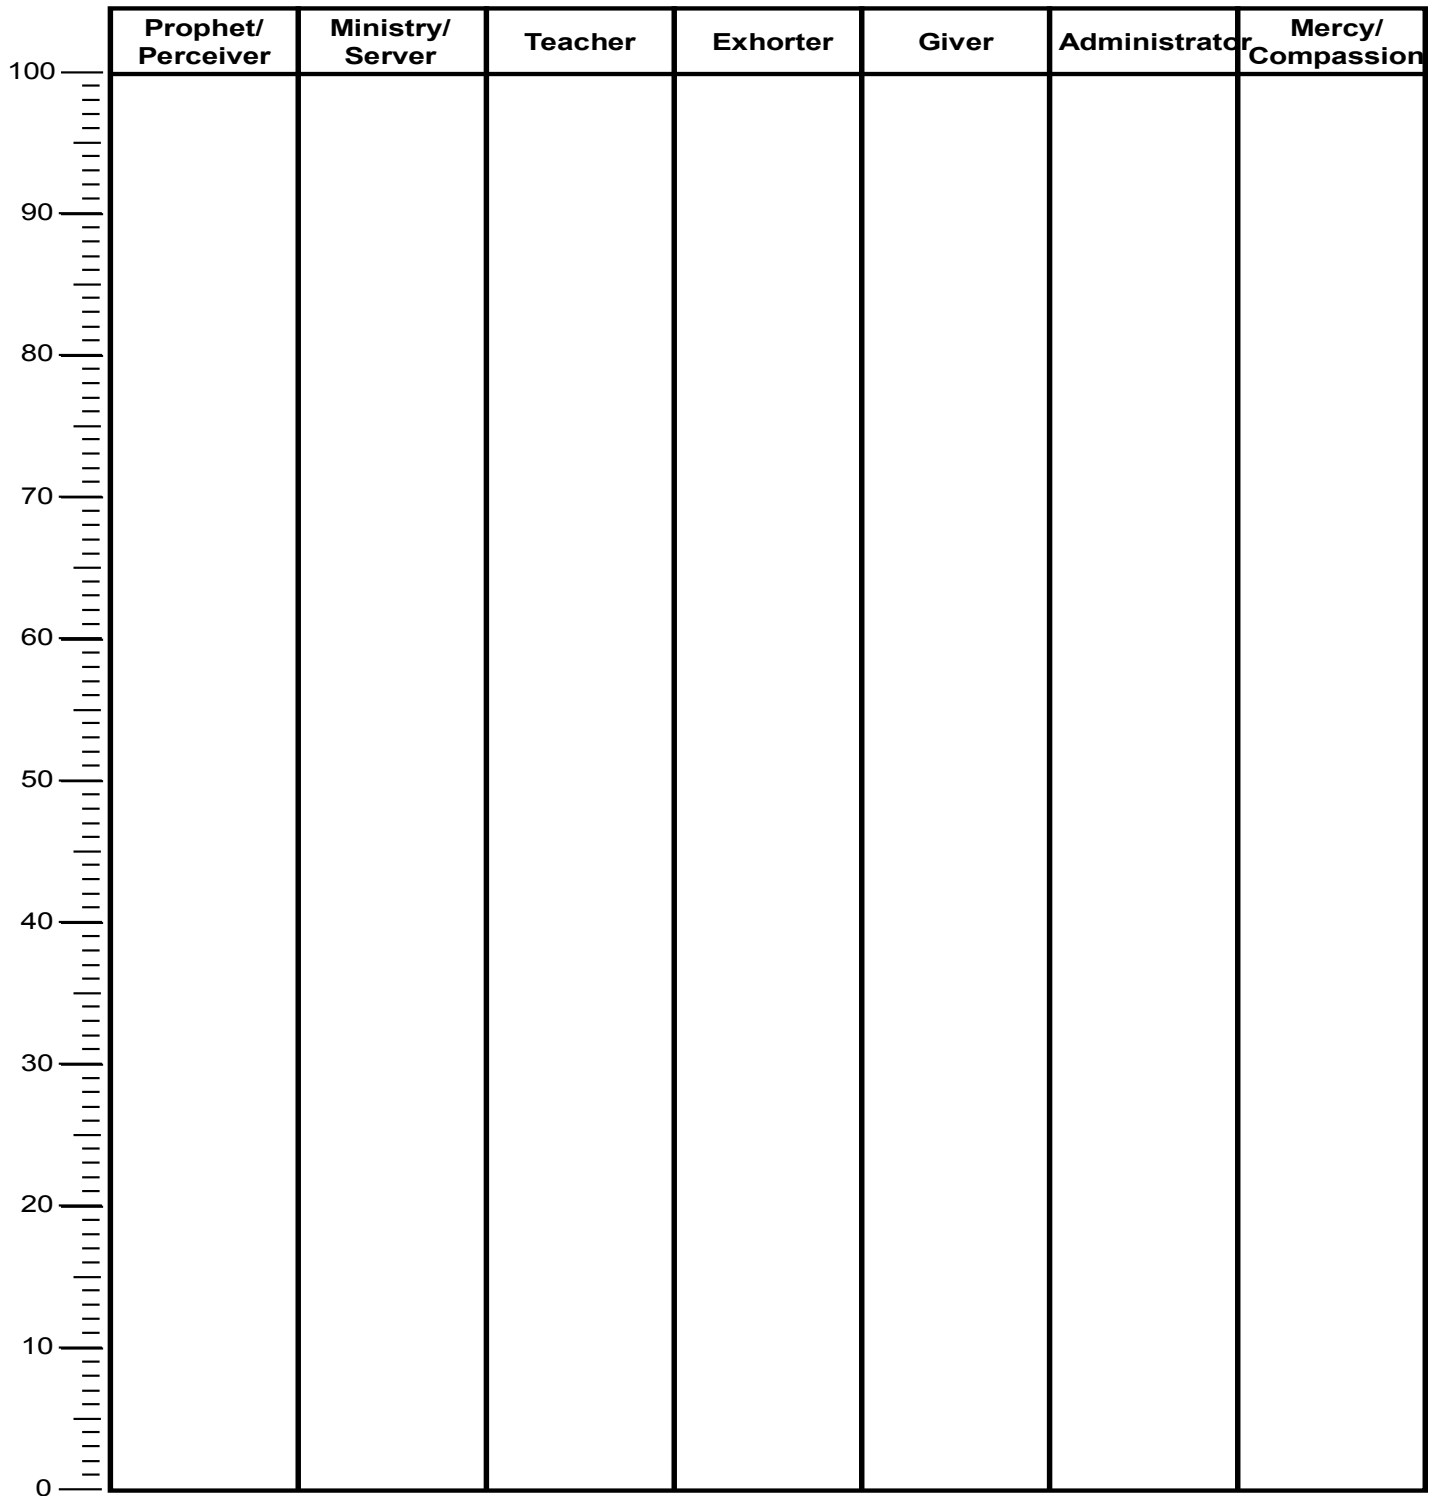 Prophet/
Perceiver
Ministry/
Server
Teacher
Exhorter
Giver
Administrator
Mercy/
Compassion
100
90
80
70
60
50
40
30
20
10
0